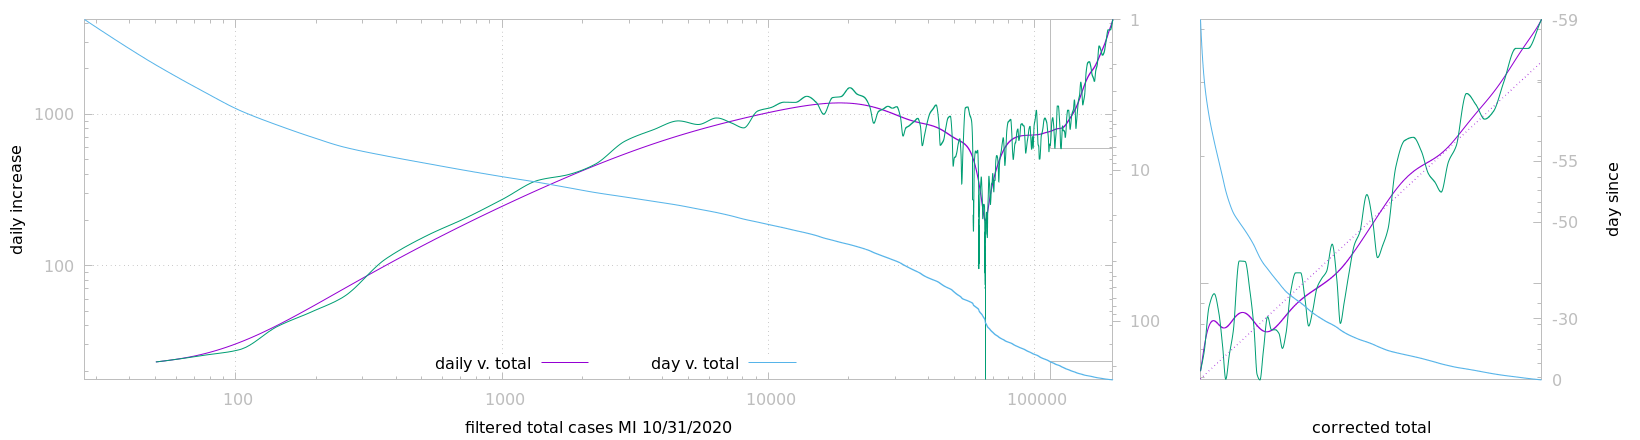 daily increase
1000
100
100
1000
10000
100000
1
10
100
daily v. total
day v. total
filtered total cases MI 10/31/2020
-59
-55
-50
-30
0
day since
corrected total